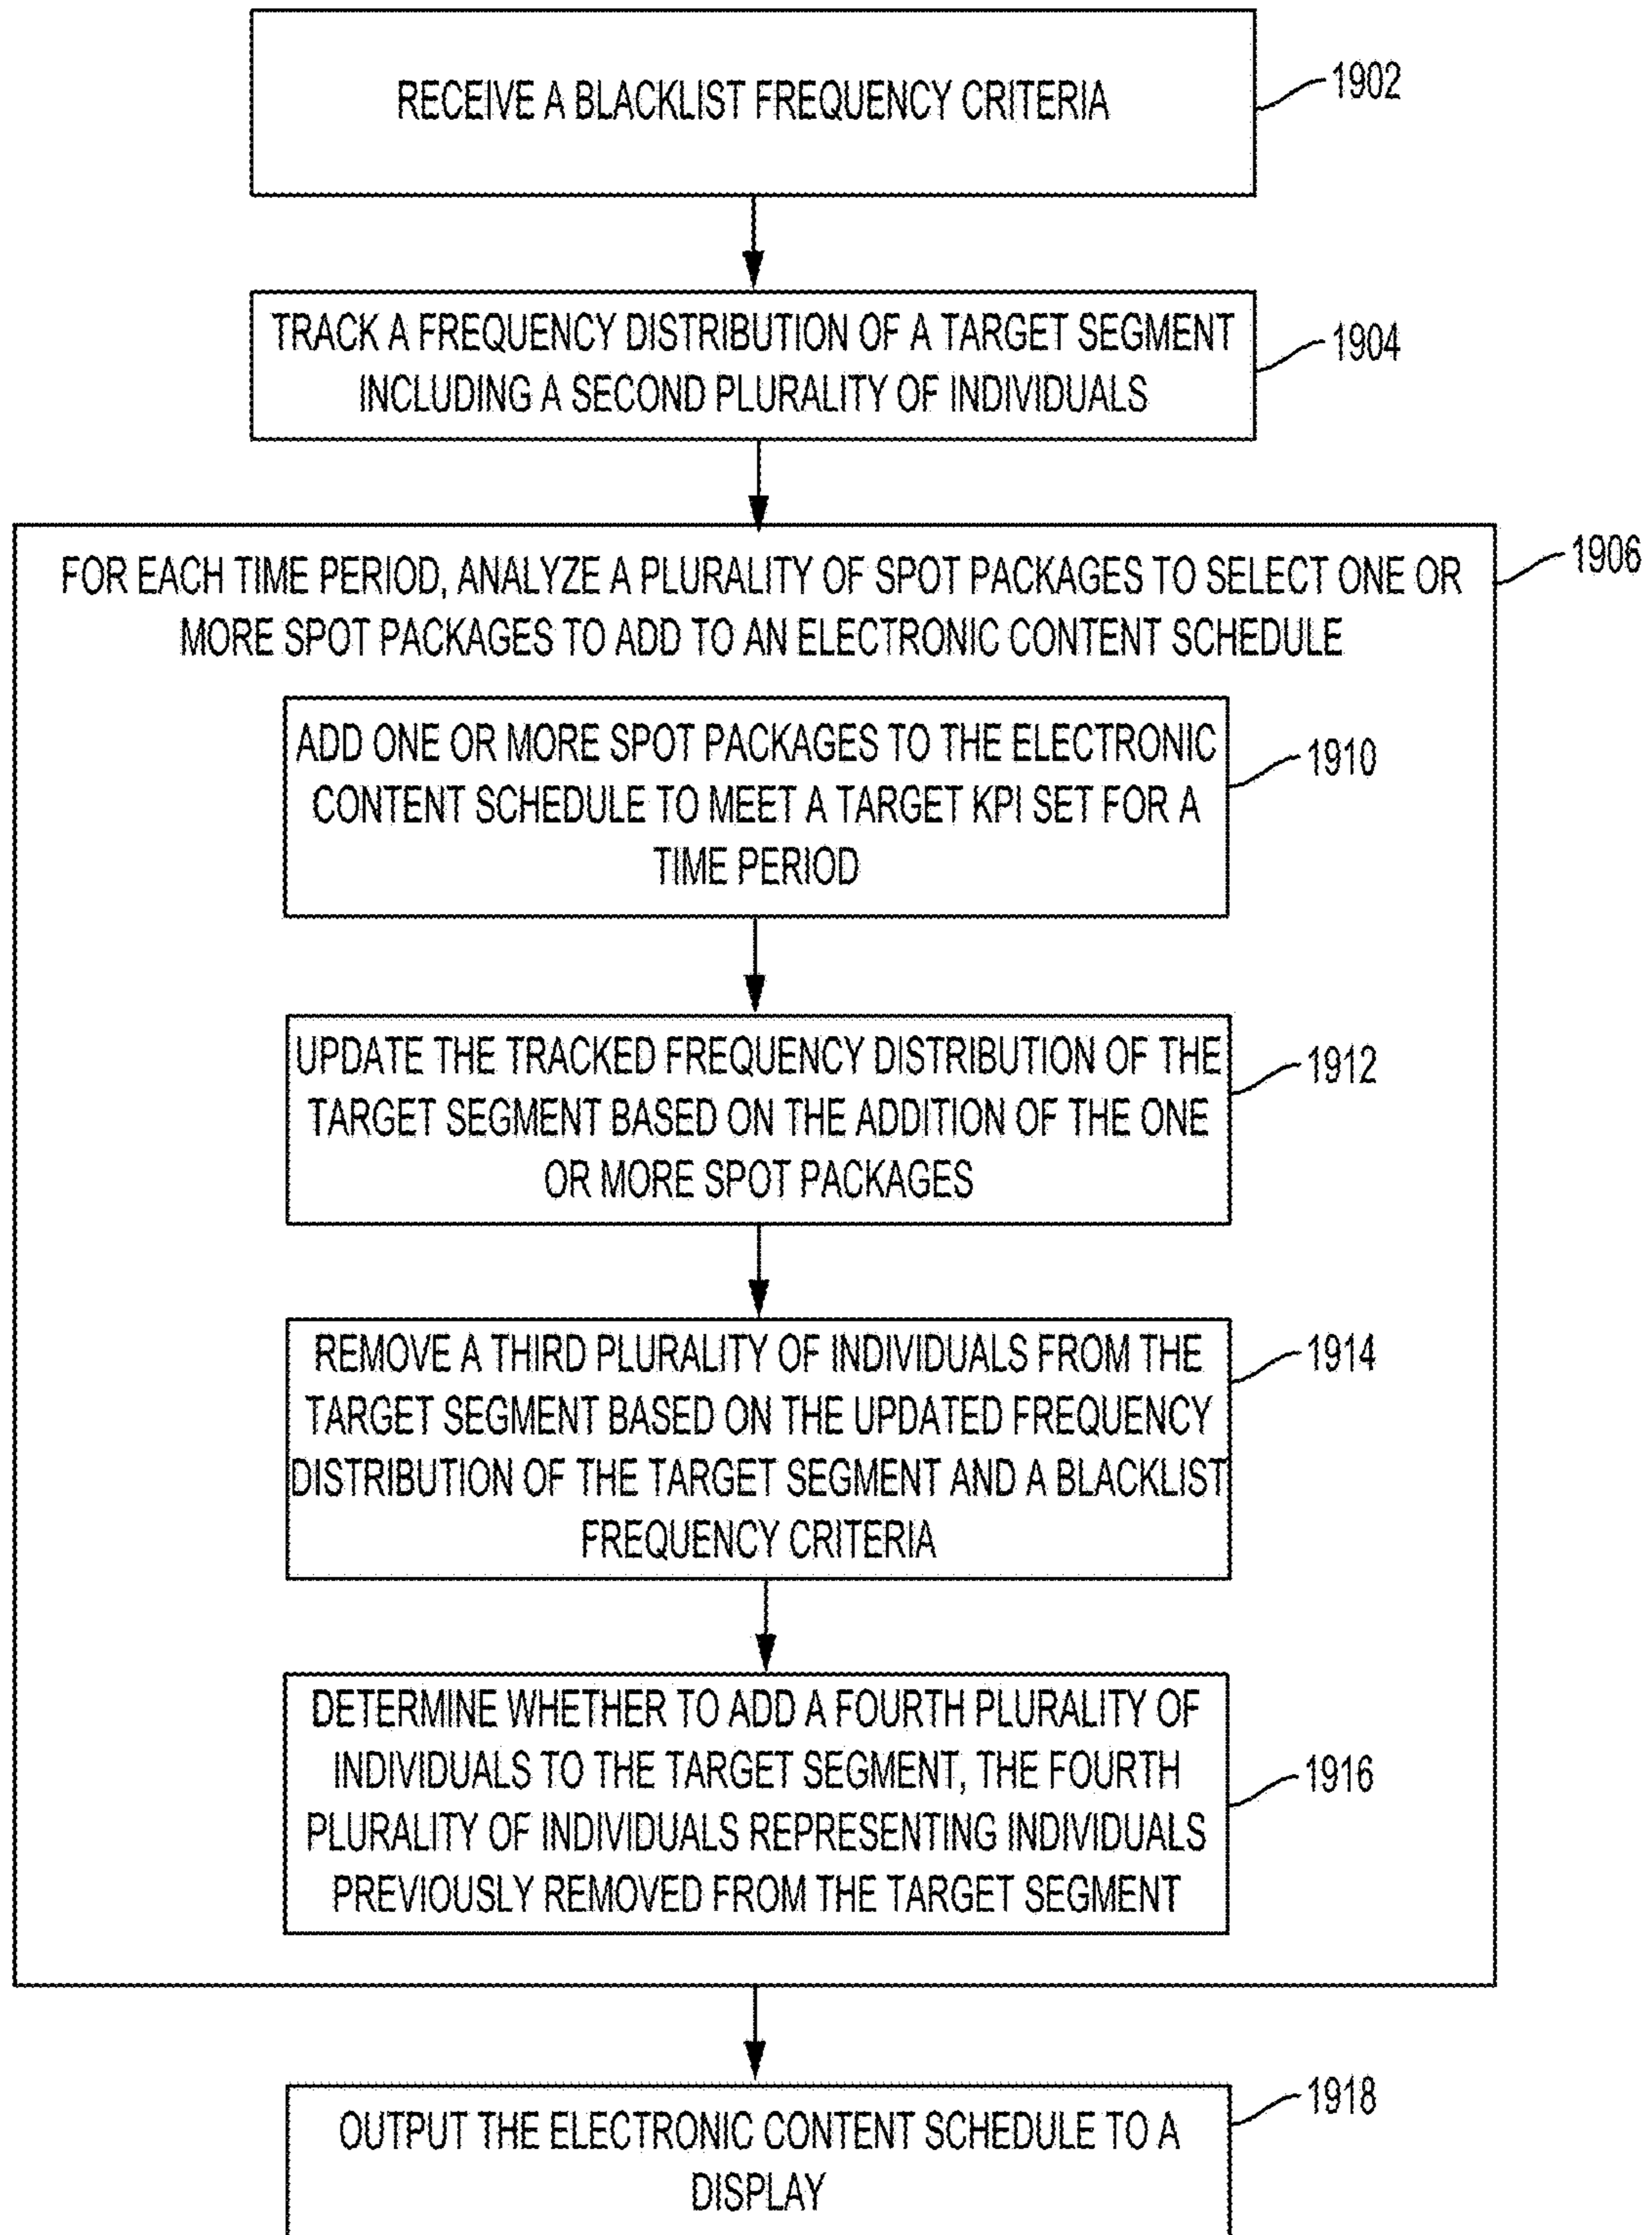 RECEIVE A BLACKLIST FREQUENCY CRITERIA
1902
TRACK A FREQUENCY DISTRIBUTION OF A TARGET SEGMENT
INCLUDING A SECOND PLURALITY OF INDIVIDUALS
1904
FOR EACH TIME PERIOD, ANALYZE A PLURALITY OF SPOT PACKAGES TO SELECT ONE OR
MORE SPOT PACKAGES TO ADD TO AN ELECTRONIC CONTENT SCHEDULE
1906
ADD ONE OR MORE SPOT PACKAGES TO THE ELECTRONIC
CONTENT SCHEDULE TO MEET A TARGET KPI SET FOR A
TIME PERIOD
1910
UPDATE THE TRACKED FREQUENCY DISTRIBUTION OF THE
TARGET SEGMENT BASED ON THE ADDITION OF THE ONE
OR MORE SPOT PACKAGES
1912
REMOVE A THIRD PLURALITY OF INDIVIDUALS FROM THE
TARGET SEGMENT BASED ON THE UPDATED FREQUENCY
DISTRIBUTION OF THE TARGET SEGMENT AND A BLACKLIST
FREQUENCY CRITERIA
1914
DETERMINE WHETHER TO ADD A FOURTH PLURALITY OF
INDIVIDUALS TO THE TARGET SEGMENT, THE FOURTH
PLURALITY OF INDIVIDUALS REPRESENTING INDIVIDUALS
PREVIOUSLY REMOVED FROM THE TARGET SEGMENT
1916
OUTPUT THE ELECTRONIC CONTENT SCHEDULE TO A
DISPLAY
1918